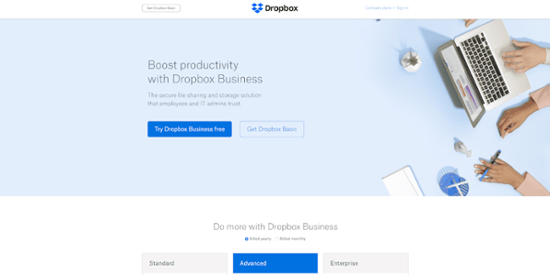 Get Dropbox Basic
Dropbox
Compare plans
Sign in
Boost productivity
with Dropbox Business
The secure file sharing and storage solution
that employees and IT admins trust.
Try Dropbox Business free
Get Dropbox Basic
Do more with Dropbox Business
Billed yearly
Billed monthly
Standard
Advanced
Enterprise